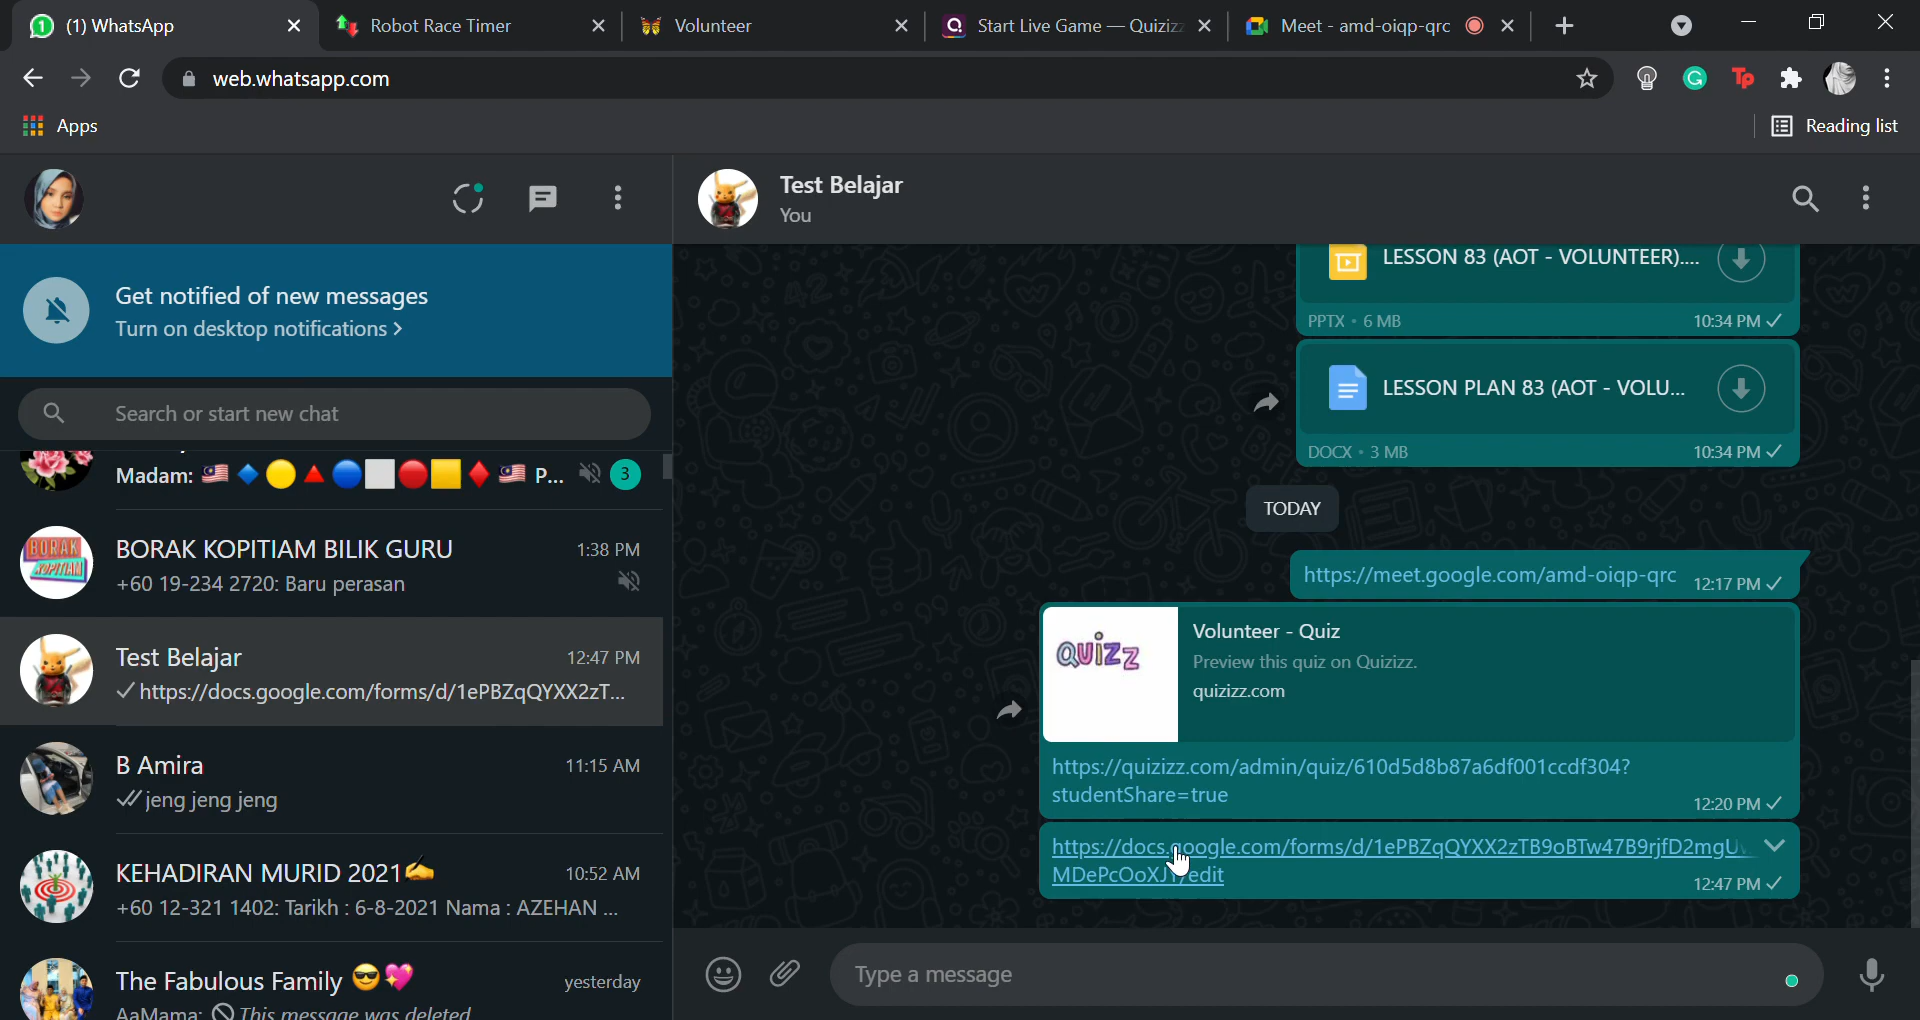 (1) WhatsApp
Robot Race Timer
Volunteer
Start Live Game — Quiziz
Meet - amd-oiqp-qrc
web.whatsapp.com
Apps
Reading list
Test Belajar
You
Get notified of new messages
Turn on desktop notifications >
Search or start new chat
Madam: P... 3
BORAK KOPITIAM BILIK GURU 1:38 PM
+60 19-234 2720: Baru perasan
Test Belajar 12:47 PM
https://docs.google.com/forms/d/1ePBZqQYXX2zT...
B Amira 11:15 AM
jeng jeng jeng
KEHADIRAN MURID 2021✍ 10:52 AM
+60 12-321 1402: Tarikh : 6-8-2021 Nama : AZEHAN ...
The Fabulous Family 😎💖 yesterday
AaMama: This message was deleted
LESSON 83 (AOT - VOLUNTEER)....
PPTX • 6 MB 10:34 PM
LESSON PLAN 83 (AOT - VOLU...
DOCX • 3 MB 10:34 PM
TODAY
https://meet.google.com/amd-oiqp-qrc 12:17 PM
QUIZZ
Volunteer - Quiz
Preview this quiz on Quizizz.
quizizz.com
https://quizizz.com/admin/quiz/610d5d8b87a6df001ccdf304?
studentShare=true
12:20 PM
https://docs.google.com/forms/d/1ePBZqQYXX2zTB9oBTw47B9rjfD2mgU
12:47 PM
Type a message